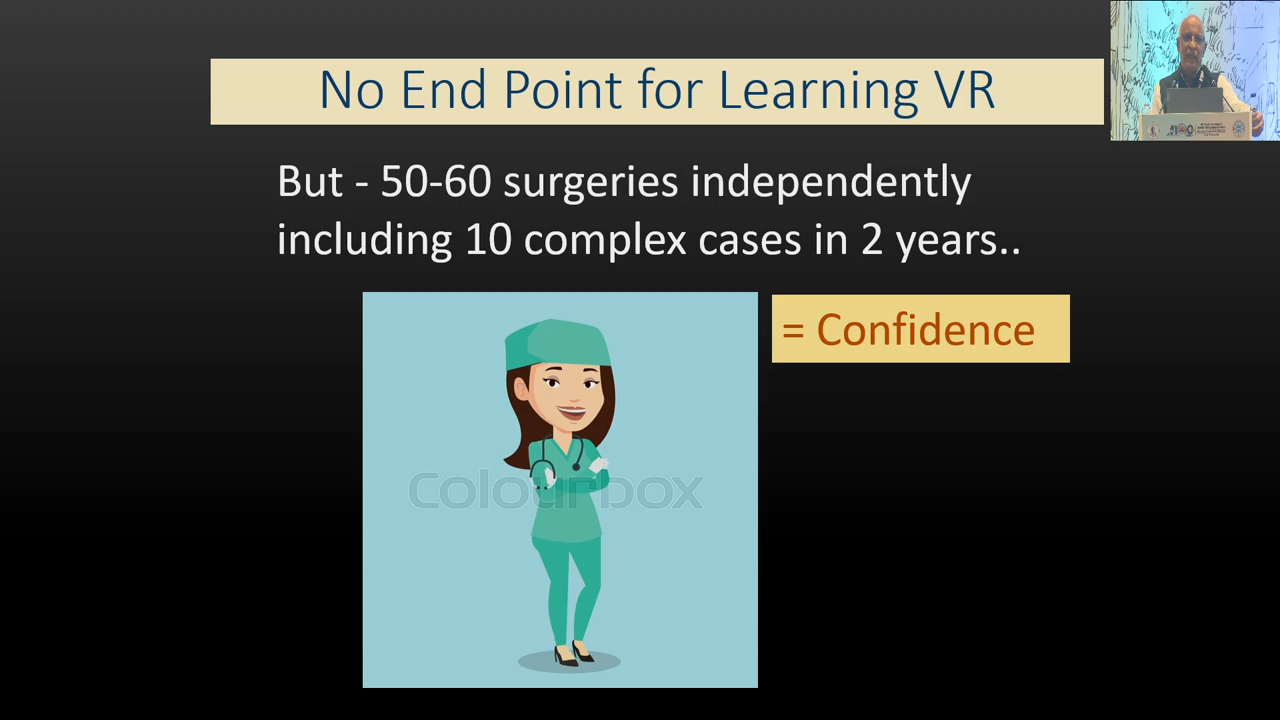 No End Point for Learning VR
But - 50-60 surgeries independently
including 10 complex cases in 2 years..
= Confidence
Colourbox